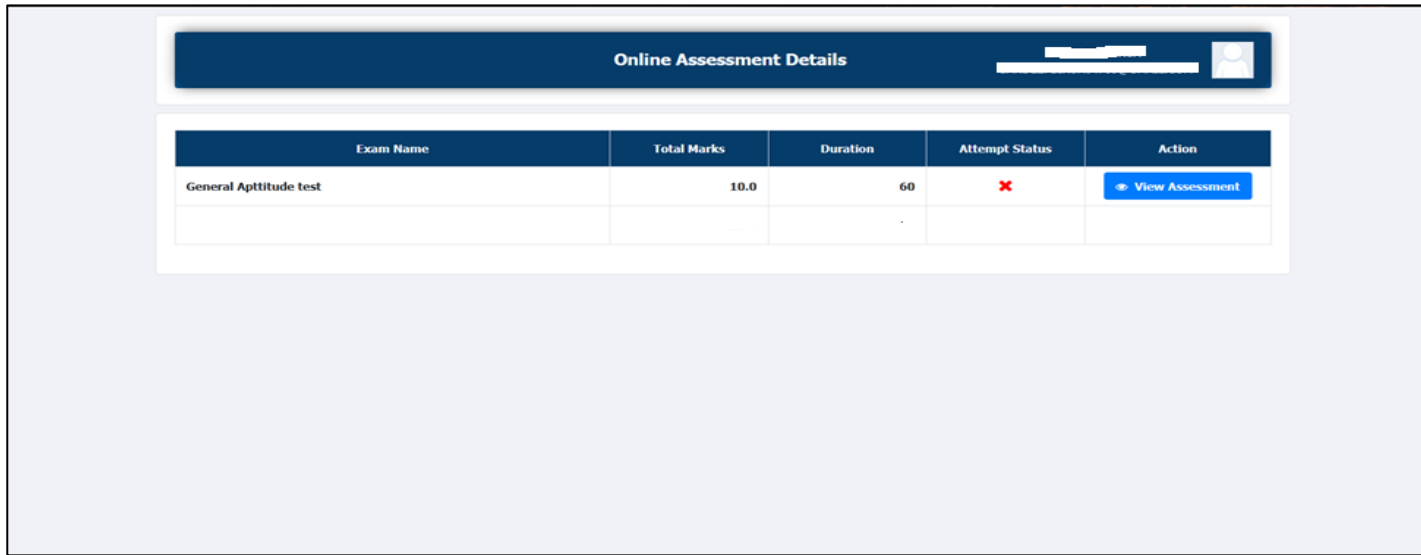 Online Assessment Details
Exam Name Total Marks Duration Attempt Status Action
General Apttitude test 10.0 60 View Assessment